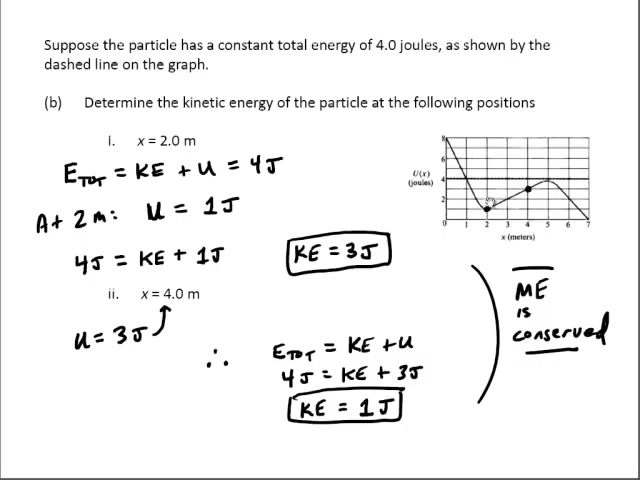 Suppose the particle has a constant total energy of 4.0 joules, as shown by the
dashed line on the graph.
(b) Determine the kinetic energy of the particle at the following positions
i. x = 2.0 m
E_TOT = KE + U = 4J
At 2m: U = 1J
4J = KE + 1J
KE = 3J
8
6
4
2
0
U(x)
(joules)
1 2 3 4 5 6 7
x (meters)
ii. x = 4.0 m
U = 3J
∴ E_TOT = KE + U
4J = KE + 3J
KE = 1J
ME
is
conserved